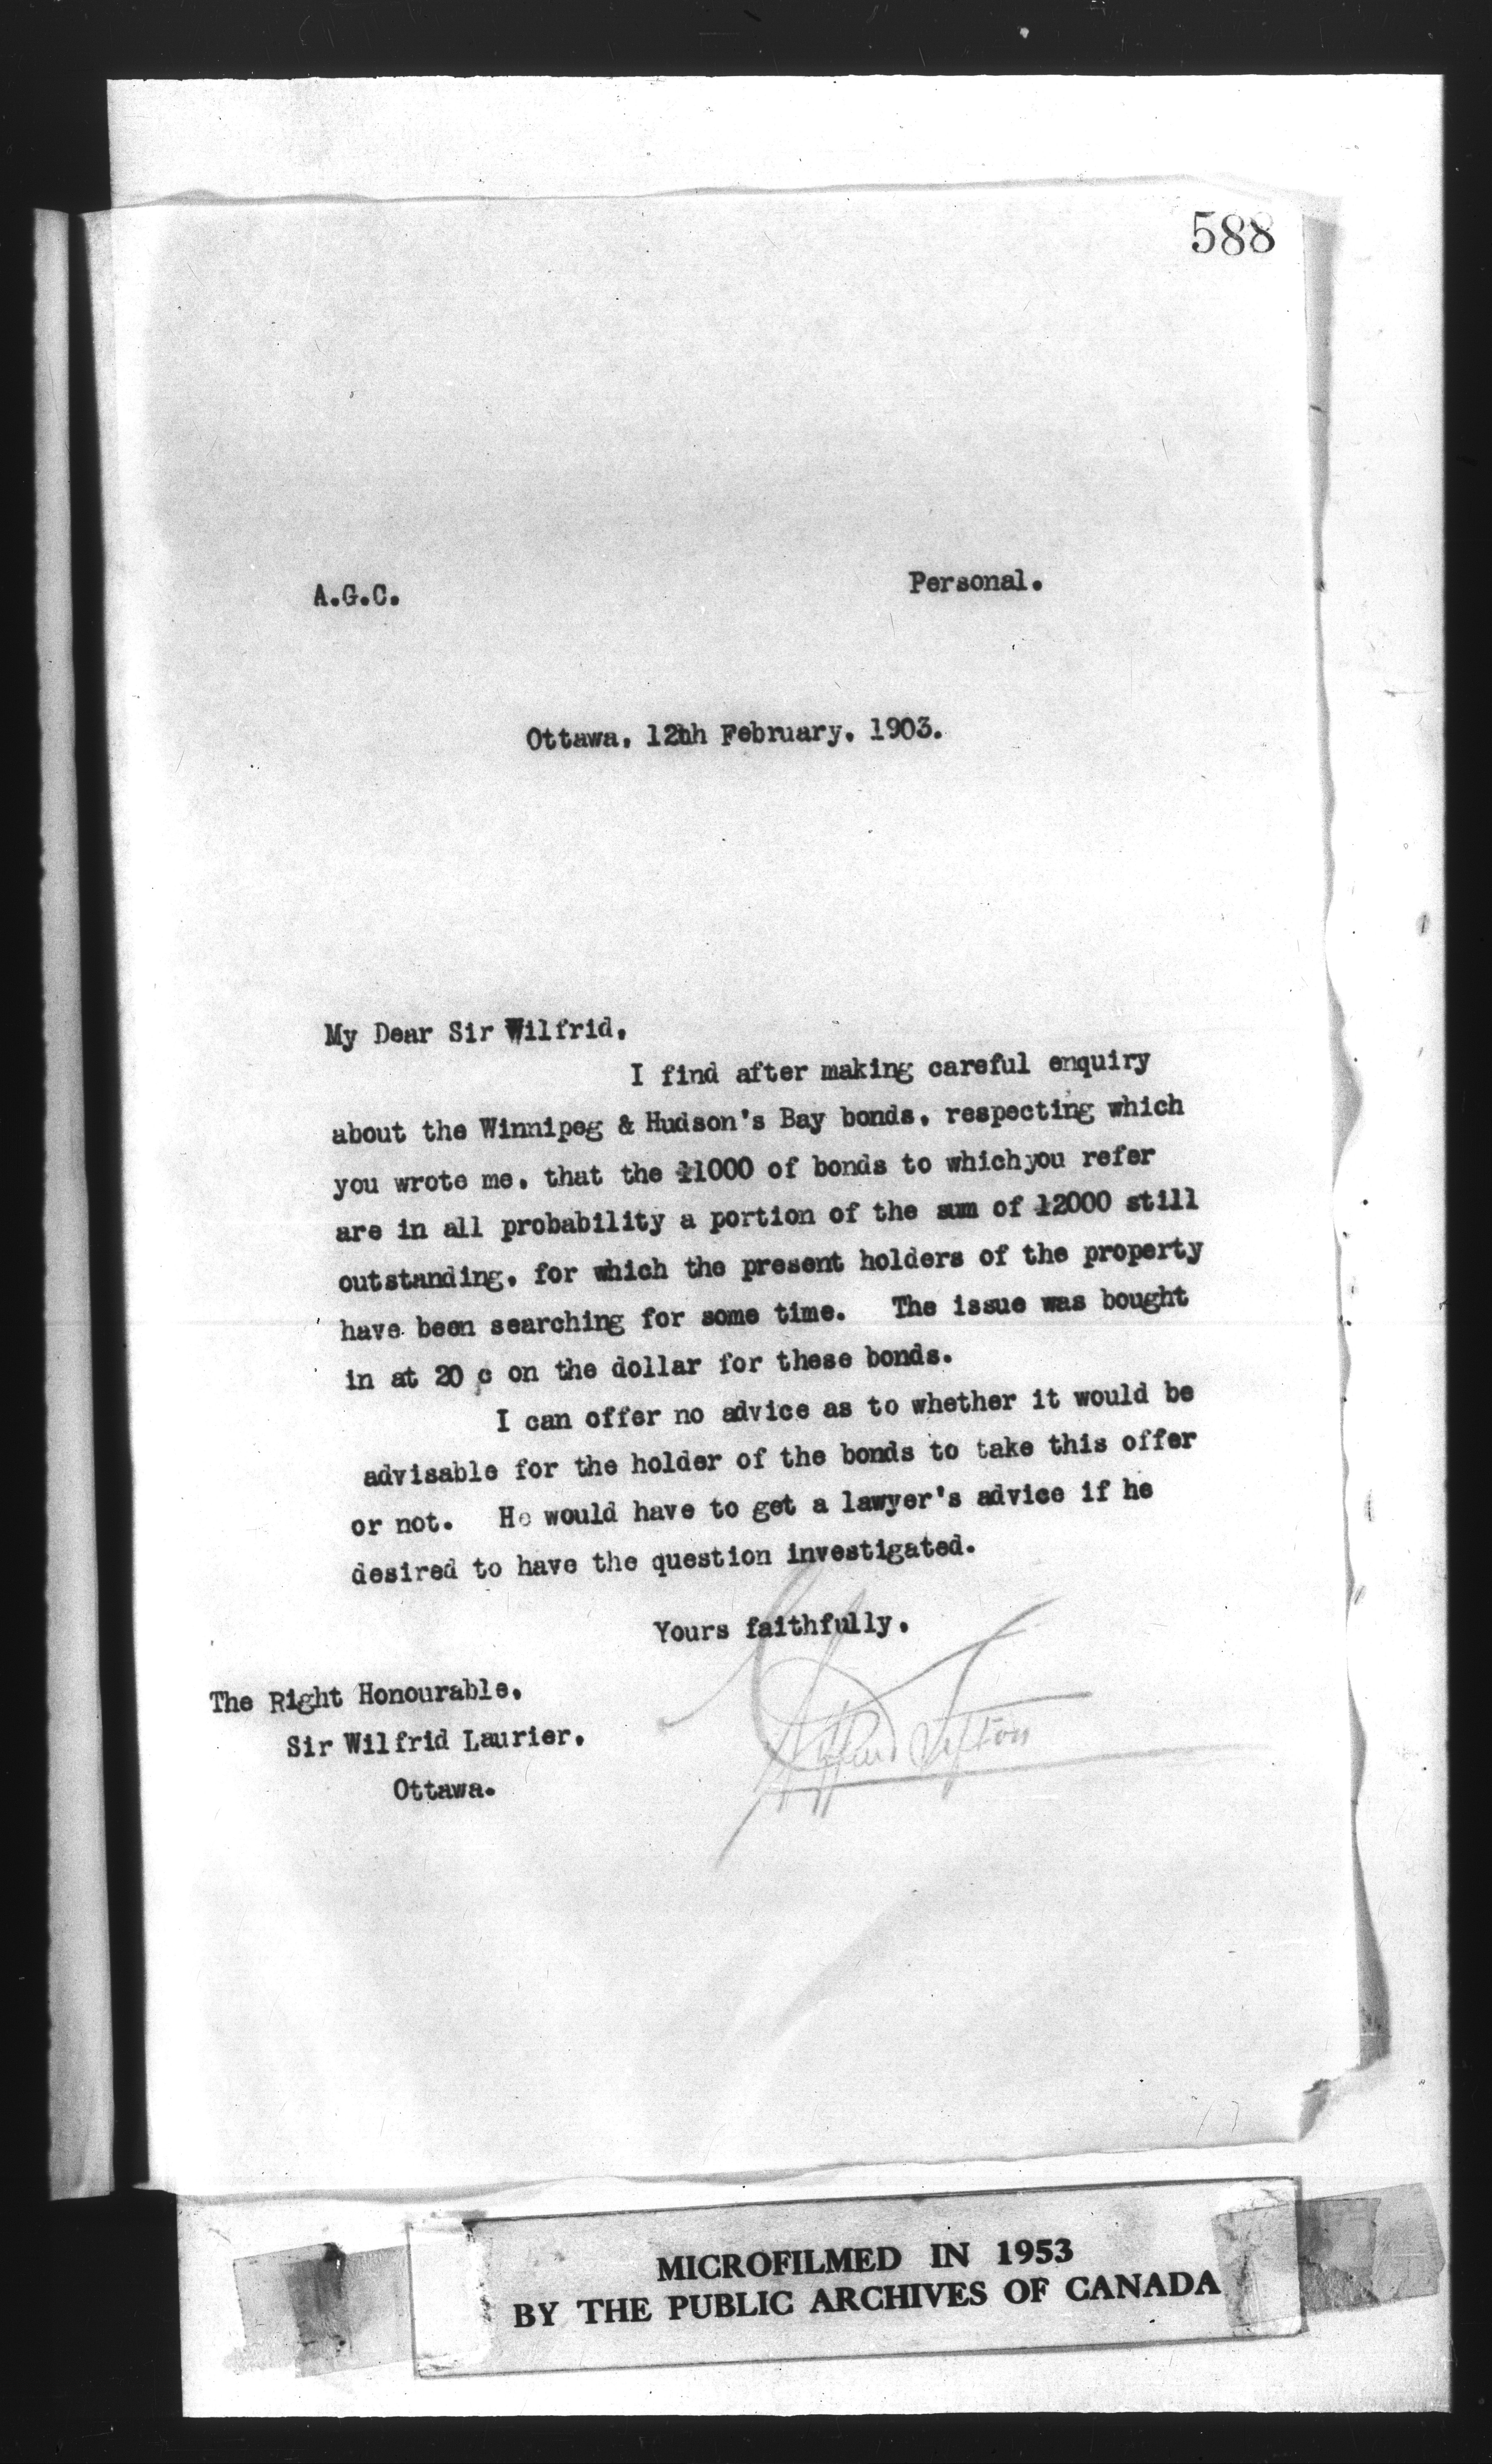 588
A.G.C.
Personal.
Ottawa, 12th February, 1903.
My Dear Sir Wilfrid,
I find after making careful enquiry
about the Winnipeg & Hudson's Bay bonds, respecting which
you wrote me, that the £1000 of bonds to whichyou refer
are in all probability a portion of the sum of £2000 still
outstanding, for which the present holders of the property
have been searching for some time. The issue was bought
in at 20 c on the dollar for these bonds.
I can offer no advice as to whether it would be
advisable for the holder of the bonds to take this offer
or not. He would have to get a lawyer's advice if he
desired to have the question investigated.
Yours faithfully,
Clifford Sifton
The Right Honourable,
Sir Wilfrid Laurier,
Ottawa.
MICROFILMED IN 1953
BY THE PUBLIC ARCHIVES OF CANADA